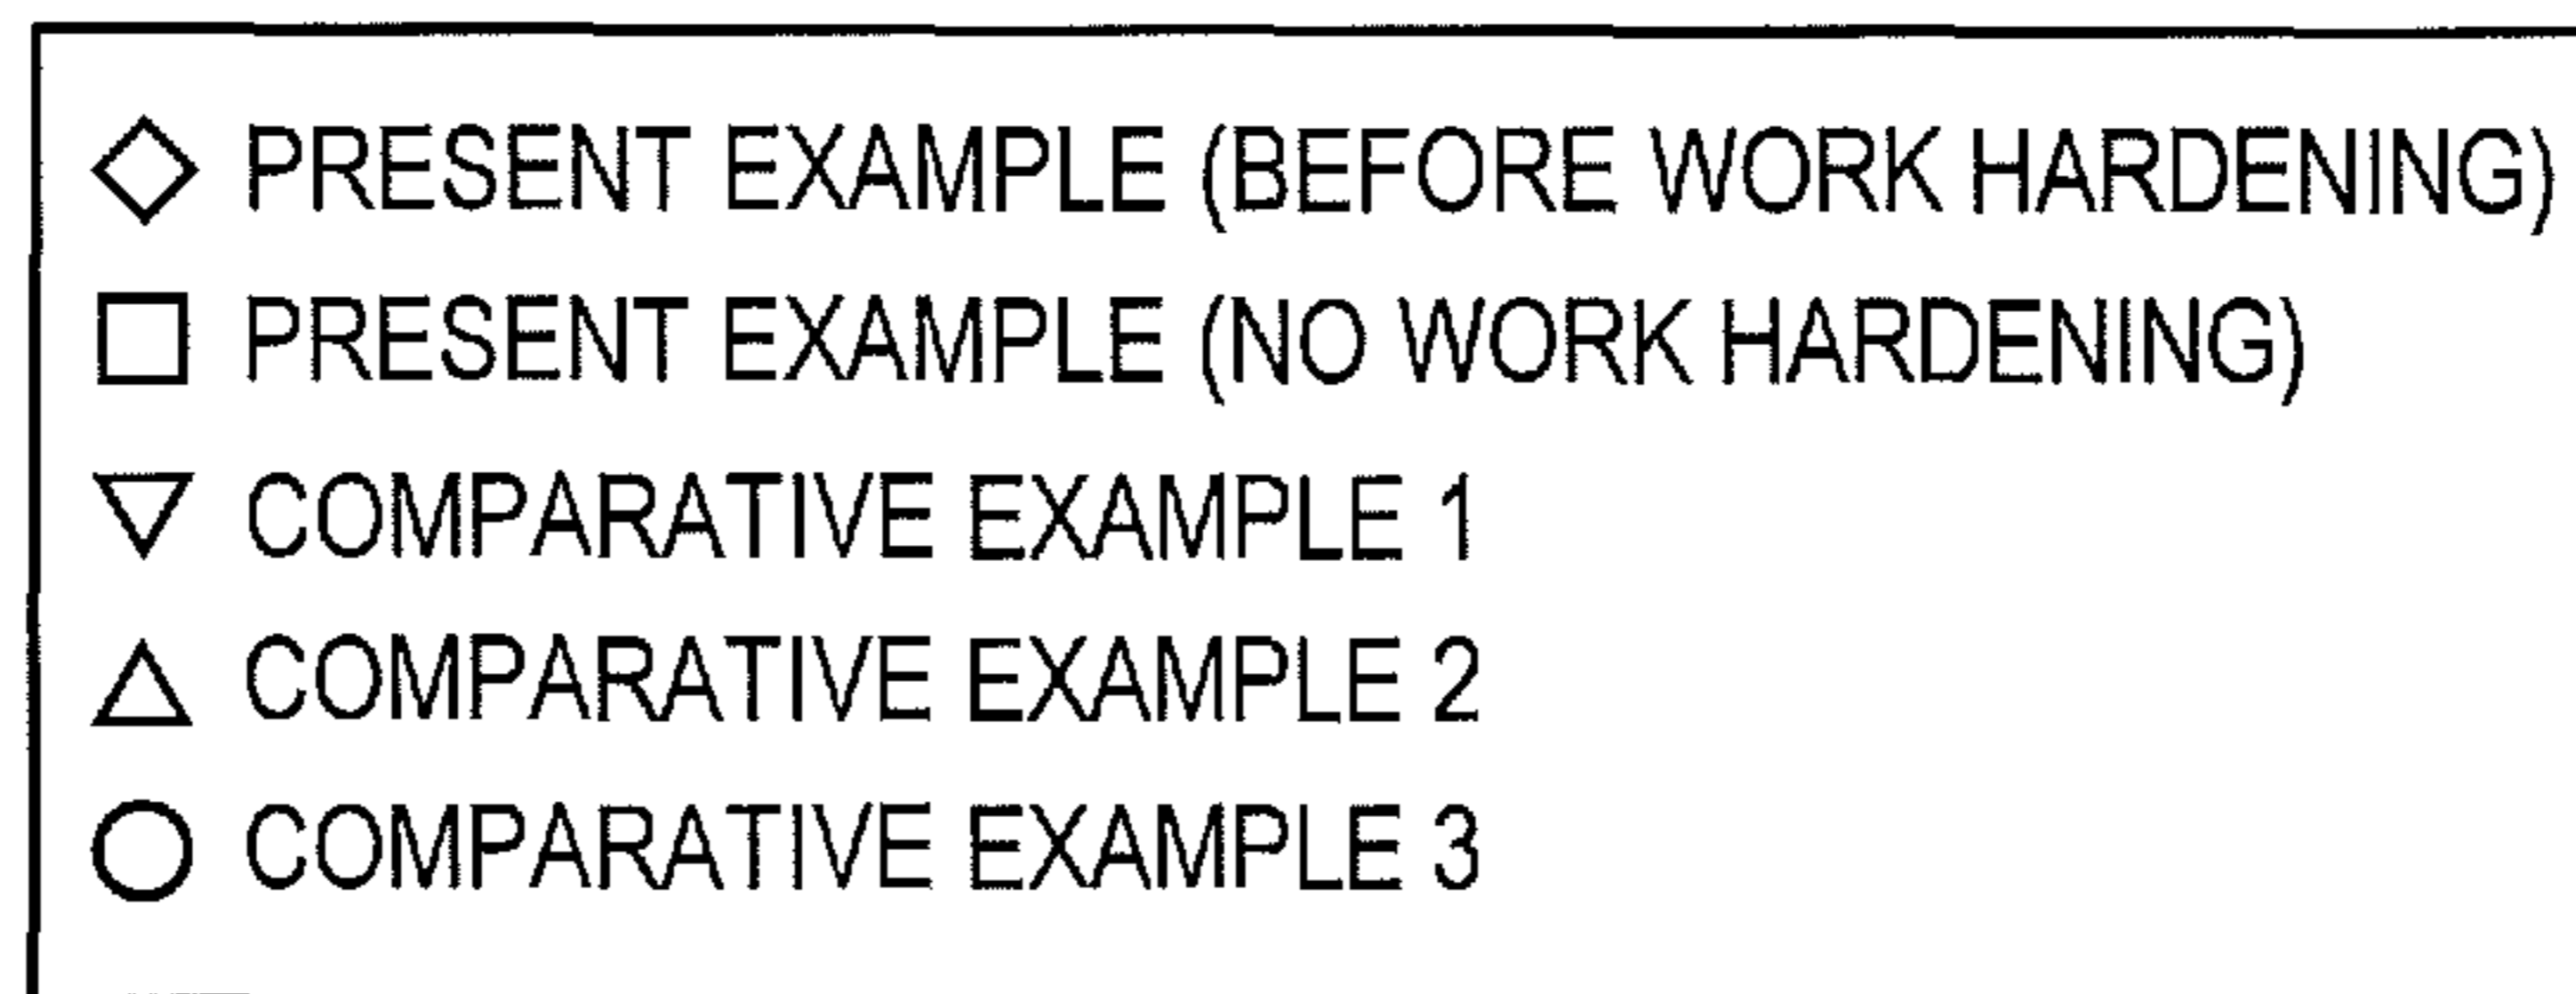 ◇ PRESENT EXAMPLE (BEFORE WORK HARDENING)
□ PRESENT EXAMPLE (NO WORK HARDENING)
▽ COMPARATIVE EXAMPLE 1
△ COMPARATIVE EXAMPLE 2
○ COMPARATIVE EXAMPLE 3